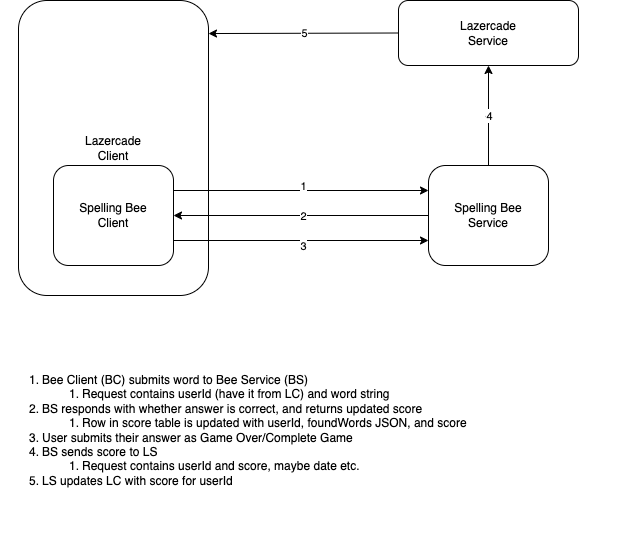 Lazercade
Service
5
4
Lazercade
Client
Spelling Bee
Client
1
2
3
Spelling Bee
Service
1. Bee Client (BC) submits word to Bee Service (BS)
1. Request contains userId (have it from LC) and word string
2. BS responds with whether answer is correct, and returns updated score
1. Row in score table is updated with userId, foundWords JSON, and score
3. User submits their answer as Game Over/Complete Game
4. BS sends score to LS
1. Request contains userId and score, maybe date etc.
5. LS updates LC with score for userId